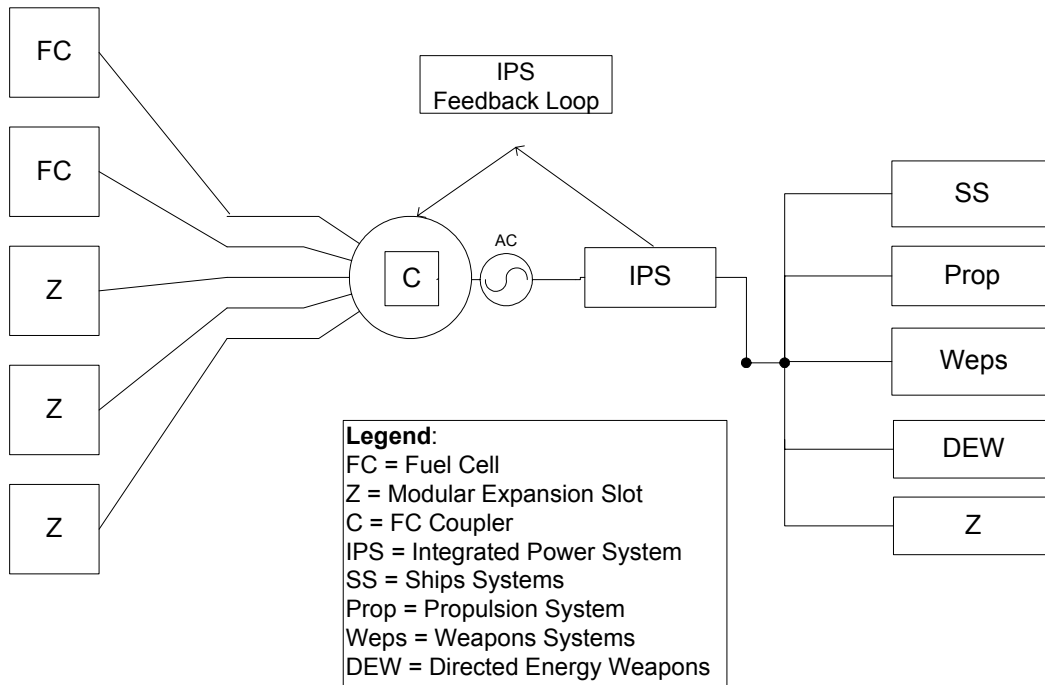 FC
FC
Z
Z
Z
IPS
Feedback Loop
C
AC
IPS
SS
Prop
Weps
DEW
Z
Legend:
FC = Fuel Cell
Z = Modular Expansion Slot
C = FC Coupler
IPS = Integrated Power System
SS = Ships Systems
Prop = Propulsion System
Weps = Weapons Systems
DEW = Directed Energy Weapons